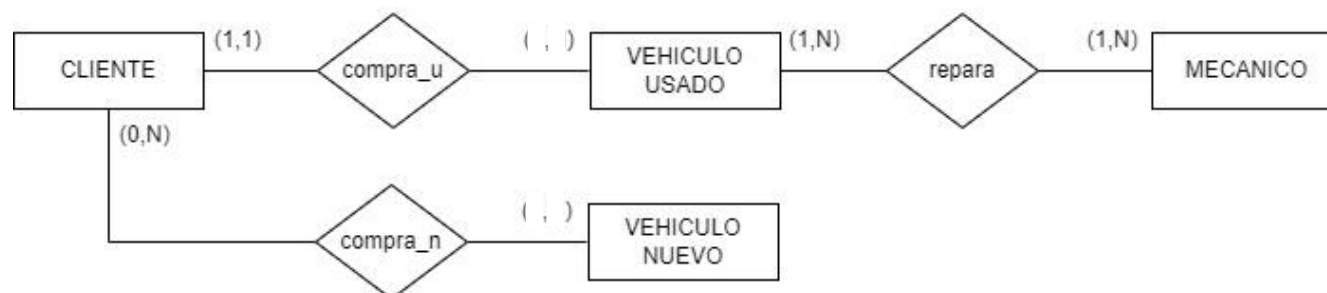 (1,1)
( , )
(1,N)
(1,N)
CLIENTE
compra_u
VEHICULO
USADO
repara
MECANICO
(0,N)
( , )
compra_n
VEHICULO
NUEVO